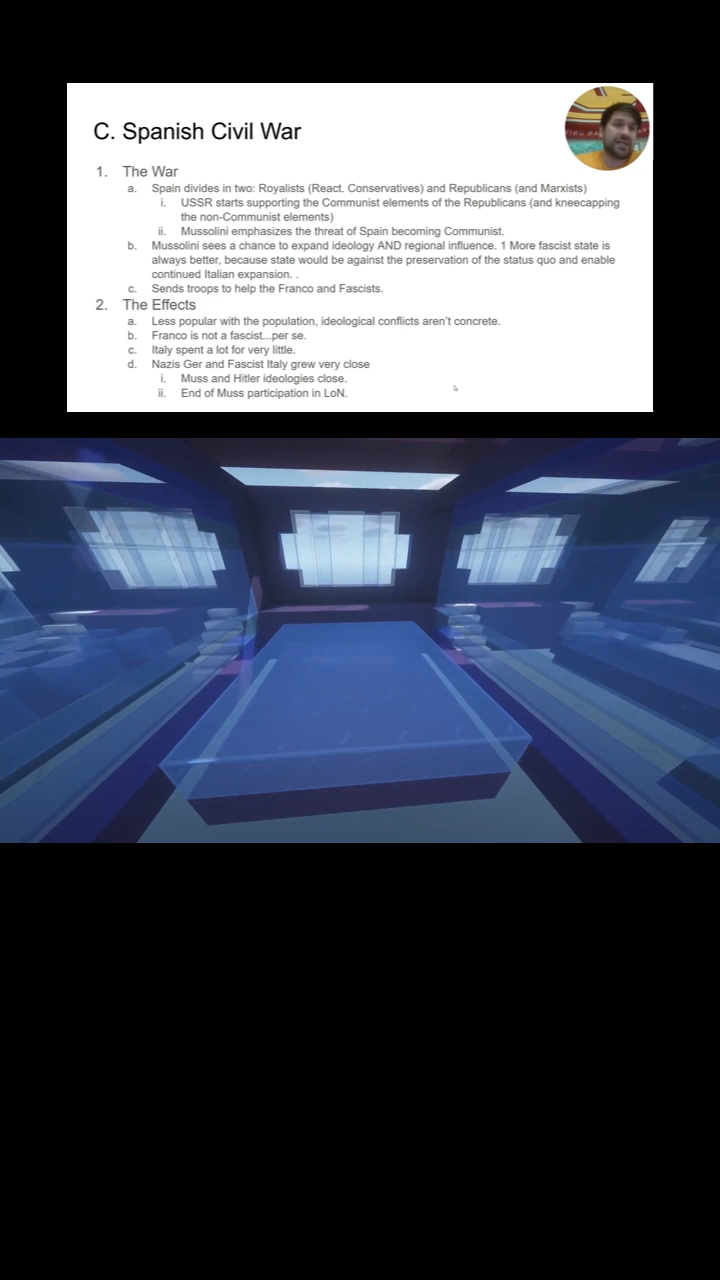 C. Spanish Civil War
1. The War
a. Spain divides in two: Royalists (React. Conservatives) and Republicans (and Marxists)
i. USSR starts supporting the Communist elements of the Republicans (and kneecapping
the non-Communist elements)
ii. Mussolini emphasizes the threat of Spain becoming Communist.
b. Mussolini sees a chance to expand ideology AND regional influence. 1 More fascist state is
always better, because state would be against the preservation of the status quo and enable
continued Italian expansion. .
c. Sends troops to help the Franco and Fascists.
2. The Effects
a. Less popular with the population, ideological conflicts aren't concrete.
b. Franco is not a fascist...per se.
c. Italy spent a lot for very little.
d. Nazis Ger and Fascist Italy grew very close
i. Muss and Hitler ideologies close.
ii. End of Muss participation in LoN.